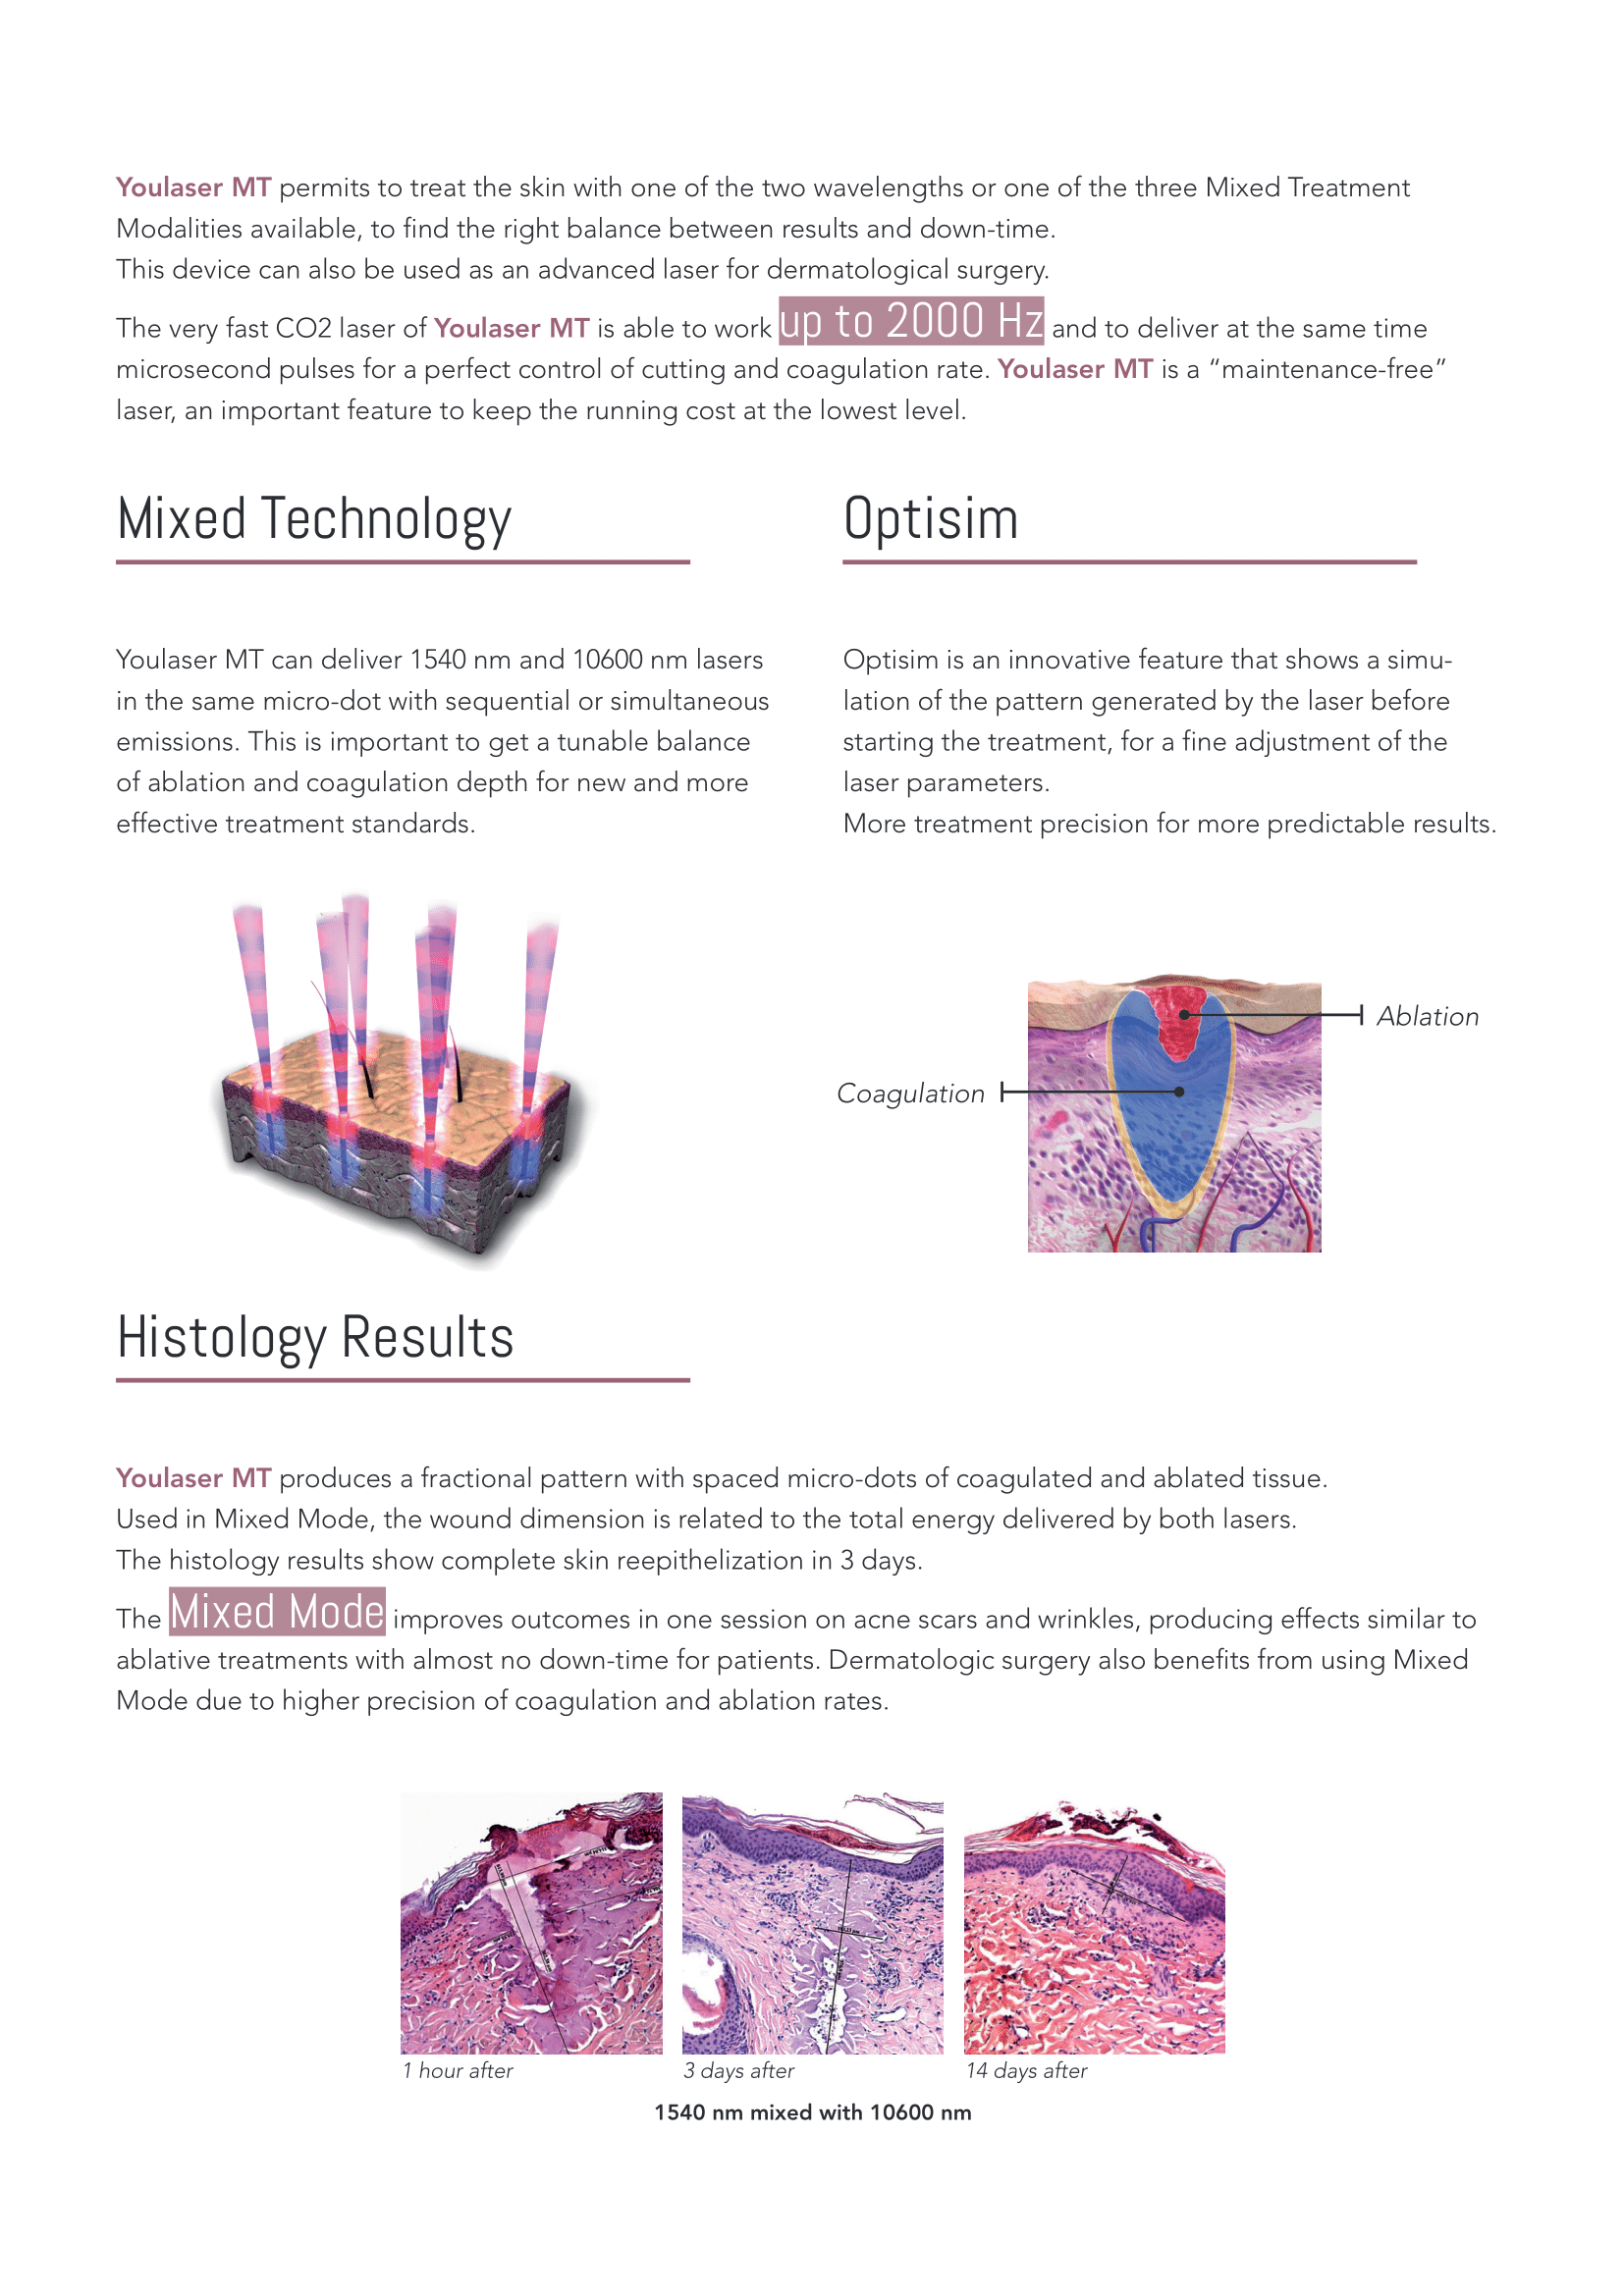 Youlaser MT permits to treat the skin with one of the two wavelengths or one of the three Mixed Treatment
Modalities available, to find the right balance between results and down-time.
This device can also be used as an advanced laser for dermatological surgery.
The very fast CO2 laser of Youlaser MT is able to work up to 2000 Hz and to deliver at the same time
microsecond pulses for a perfect control of cutting and coagulation rate. Youlaser MT is a “maintenance-free”
laser, an important feature to keep the running cost at the lowest level.
Mixed Technology
Youlaser MT can deliver 1540 nm and 10600 nm lasers
in the same micro-dot with sequential or simultaneous
emissions. This is important to get a tunable balance
of ablation and coagulation depth for new and more
effective treatment standards.
Optisim
Optisim is an innovative feature that shows a simu-
lation of the pattern generated by the laser before
starting the treatment, for a fine adjustment of the
laser parameters.
More treatment precision for more predictable results.
Ablation
Coagulation
Histology Results
Youlaser MT produces a fractional pattern with spaced micro-dots of coagulated and ablated tissue.
Used in Mixed Mode, the wound dimension is related to the total energy delivered by both lasers.
The histology results show complete skin reepithelization in 3 days.
The Mixed Mode improves outcomes in one session on acne scars and wrinkles, producing effects similar to
ablative treatments with almost no down-time for patients. Dermatologic surgery also benefits from using Mixed
Mode due to higher precision of coagulation and ablation rates.
1 hour after
3 days after
14 days after
1540 nm mixed with 10600 nm